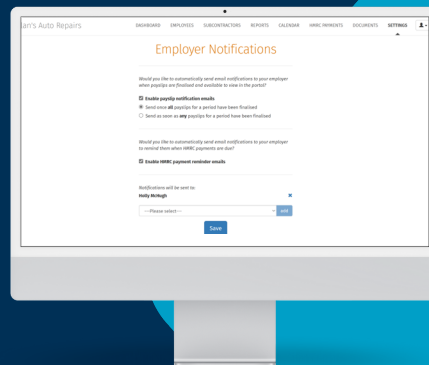 Ian's Auto Repairs
DASHBOARD EMPLOYEES SUBCONTRACTORS REPORTS CALENDAR HMRC PAYMENTS DOCUMENTS SETTINGS
Employer Notifications
Would you like to automatically send email notifications to your employer
when payslips are finalised and available to view in the portal?
Enable payslip notification emails
Send once all payslips for a period have been finalised
Send as soon as any payslips for a period have been finalised
Would you like to automatically send email notifications to your employer
to remind them when HMRC payments are due?
Enable HMRC payment reminder emails
Notifications will be sent to:
Holly McHugh
---Please select---
Add
Save